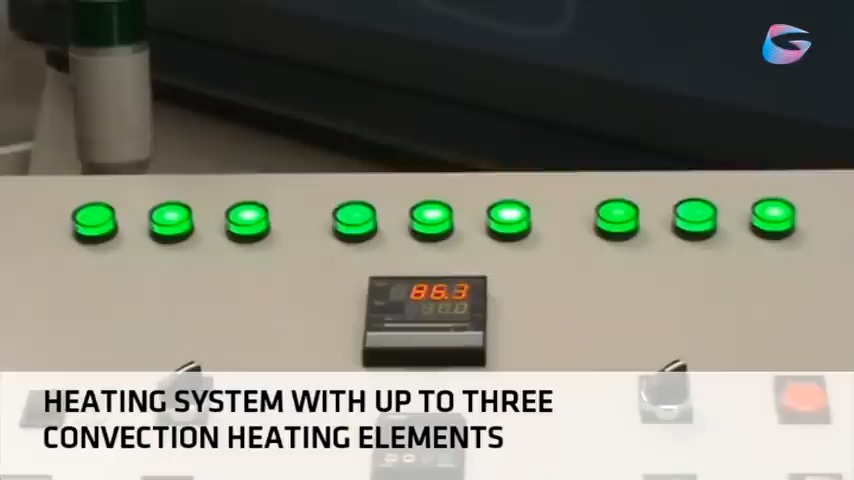 86.3
HEATING SYSTEM WITH UP TO THREE
CONVECTION HEATING ELEMENTS